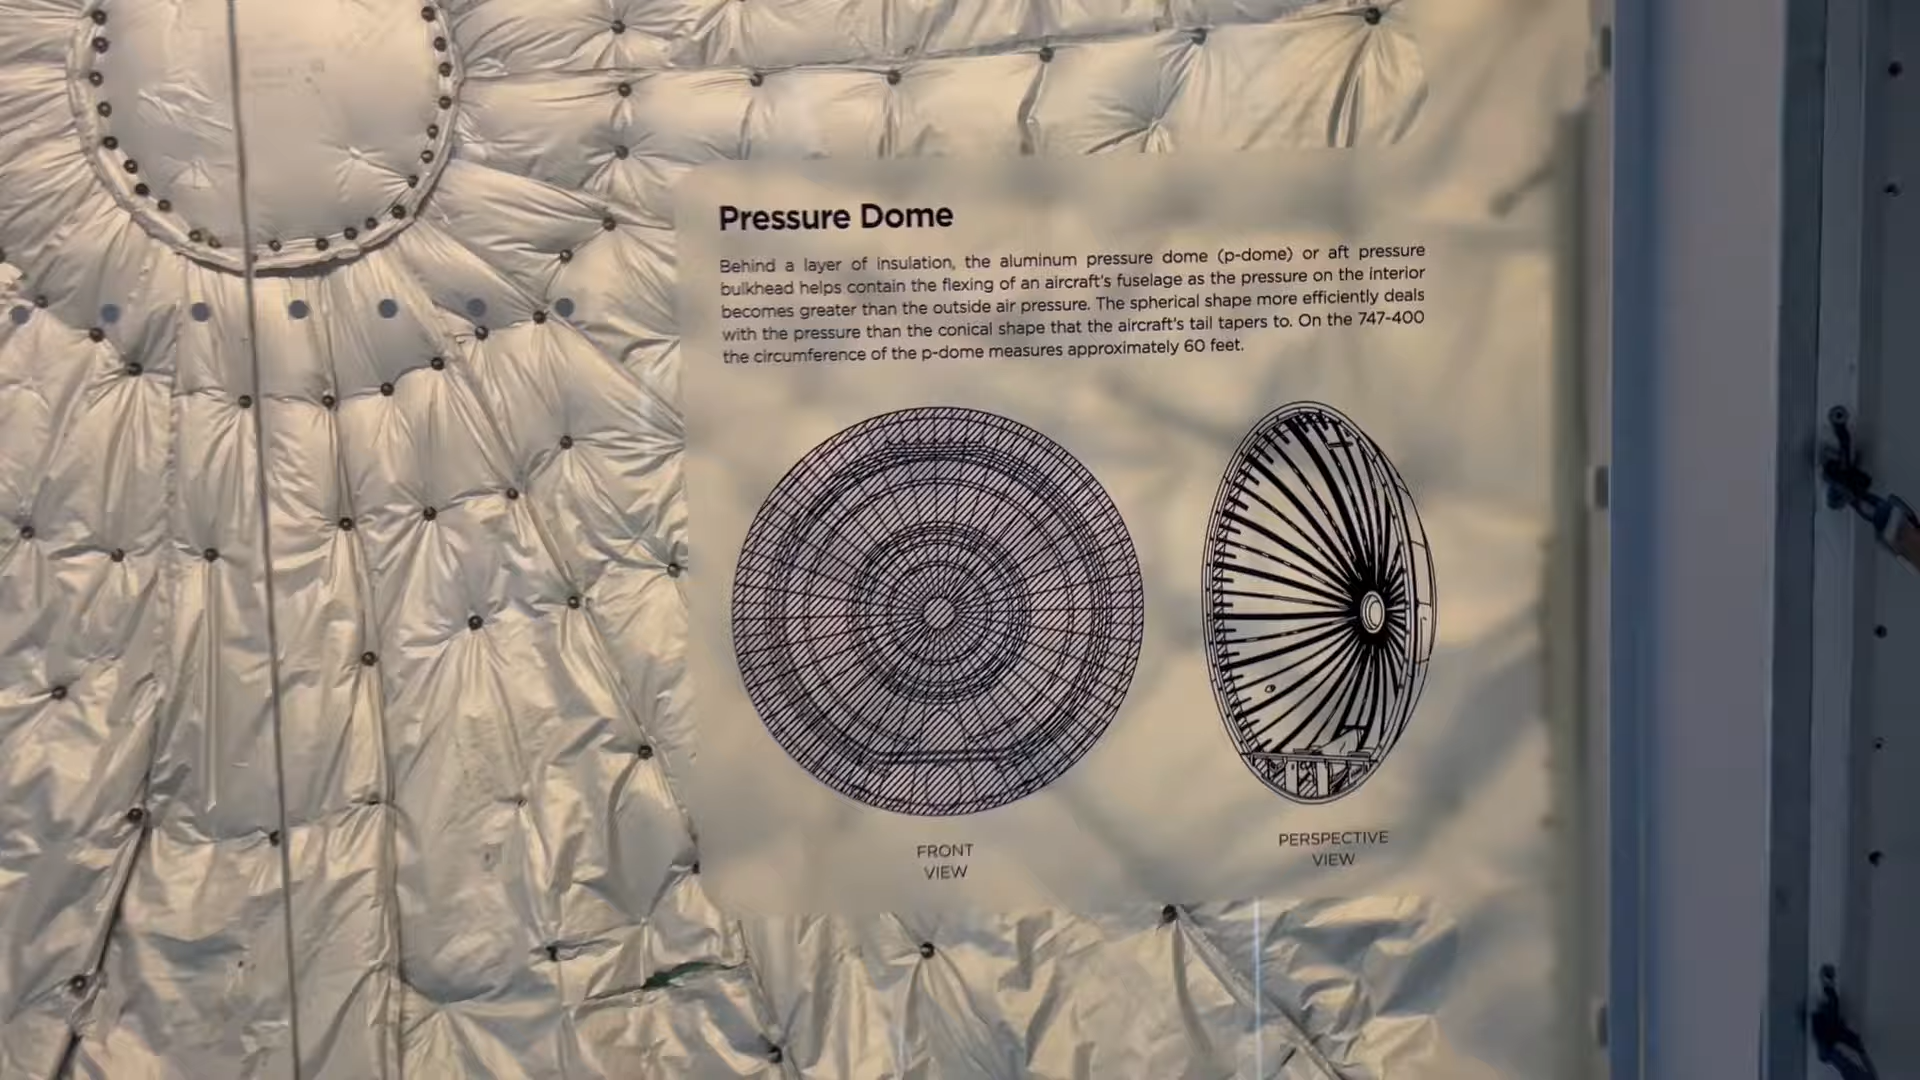 Pressure Dome
Behind a layer of insulation, the aluminum pressure dome (p-dome) or aft pressure
bulkhead helps contain the flexing of an aircraft's fuselage as the pressure on the interior
becomes greater than the outside air pressure. The spherical shape more efficiently deals
with the pressure than the conical shape that the aircraft's tail tapers to. On the 747-400
the circumference of the p-dome measures approximately 60 feet.
FRONT
VIEW
PERSPECTIVE
VIEW